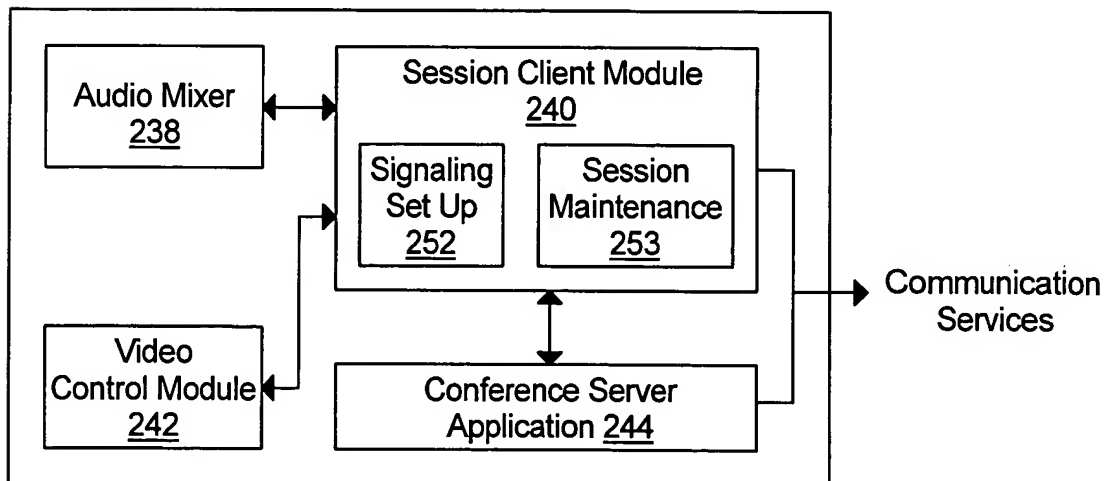 Audio Mixer
238
Session Client Module
240
Signaling
Set Up
252
Session
Maintenance
253
Communication
Services
Video
Control Module
242
Conference Server
Application 244